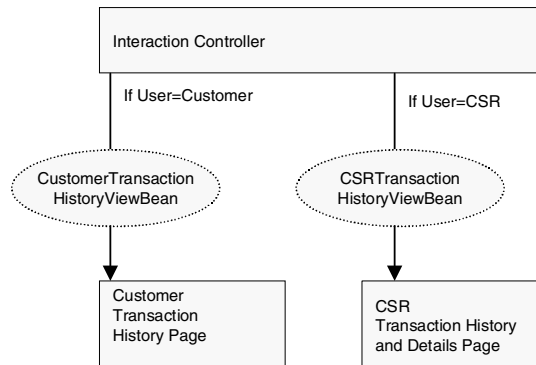 Interaction Controller
If User=Customer
If User=CSR
CustomerTransaction
HistoryViewBean
CSRTransaction
HistoryViewBean
Customer
Transaction
History Page
CSR
Transaction History
and Details Page